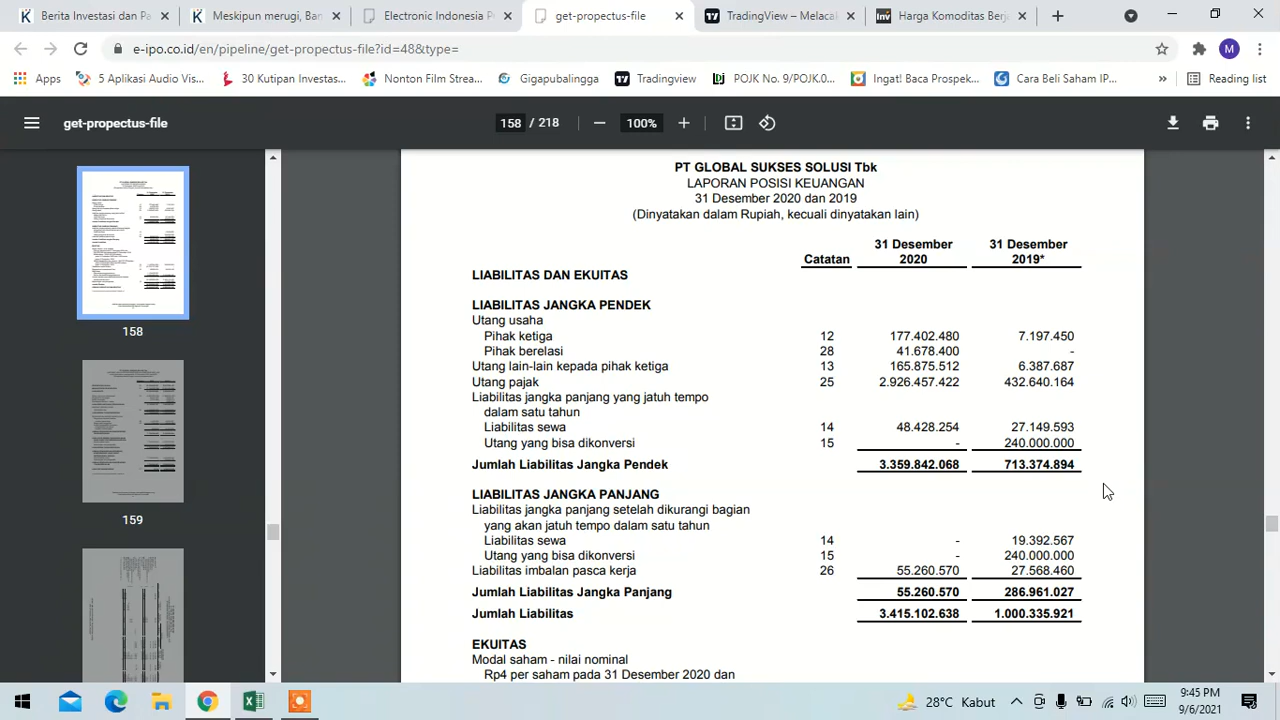 Berita Investasi dan Pa
Meskipun merugi, Ban
Electronic Indonesia P
get-propectus-file
TradingView – Melaca
Harga Komoditas Berj
e-ipo.co.id/en/pipeline/get-propectus-file?id=48&type=
M
Apps
5 Aplikasi Audio Vis...
30 Kutipan Investas...
Nonton Film Strea...
Gigapubalingga
Tradingview
POJK No. 9/POJK.0...
Ingat! Baca Prospek...
Cara Beli Saham IP...
»
Reading list
get-propectus-file
158 / 218
100%
158
159
PT GLOBAL SUKSES SOLUSI Tbk
LAPORAN POSISI KEUANGAN
31 Desember 2020 dan 2019
(Dinyatakan dalam Rupiah, kecuali dinyatakan lain)
31 Desember 31 Desember
Catatan 2020 2019*
LIABILITAS DAN EKUITAS
LIABILITAS JANGKA PENDEK
Utang usaha
Pihak ketiga 12 177.402.480 7.197.450
Pihak berelasi 28 41.678.400 -
Utang lain-lain kepada pihak ketiga 13 165.875.512 6.387.687
Utang pajak 25 2.926.457.422 432.640.164
Liabilitas jangka panjang yang jatuh tempo
dalam satu tahun
Liabilitas sewa 14 48.428.254 27.149.593
Utang yang bisa dikonversi 15 - 240.000.000
Jumlah Liabilitas Jangka Pendek 3.359.842.068 713.374.894
LIABILITAS JANGKA PANJANG
Liabilitas jangka panjang setelah dikurangi bagian
yang akan jatuh tempo dalam satu tahun
Liabilitas sewa 14 - 19.392.567
Utang yang bisa dikonversi 15 - 240.000.000
Liabilitas imbalan pasca kerja 26 55.260.570 27.568.460
Jumlah Liabilitas Jangka Panjang 55.260.570 286.961.027
Jumlah Liabilitas 3.415.102.638 1.000.335.921
EKUITAS
Modal saham - nilai nominal
Rp4 per saham pada 31 Desember 2020 dan
28°C Kabut
9:45 PM
9/6/2021